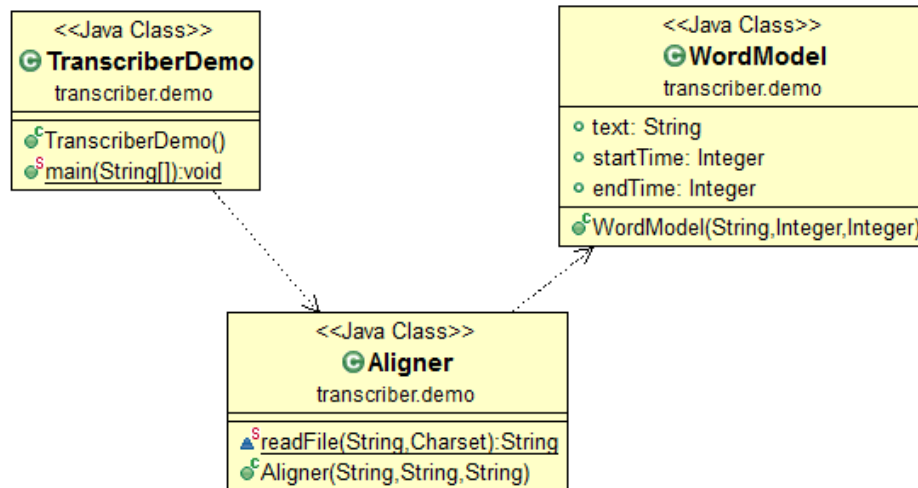 <<Java Class>>
TranscriberDemo
transcriber.demo
TranscriberDemo()
main(String[]):void
<<Java Class>>
WordModel
transcriber.demo
text: String
startTime: Integer
endTime: Integer
WordModel(String,Integer,Integer)
<<Java Class>>
Aligner
transcriber.demo
readFile(String,Charset):String
Aligner(String,String,String)